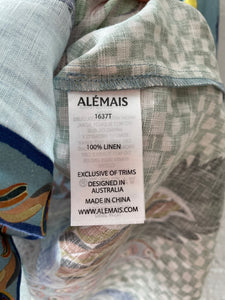 ALÉMAIS
1637T
100% LINEN
EXCLUSIVE OF TRIMS
DESIGNED IN
AUSTRALIA
MADE IN CHINA
WWW.ALEMAIS.COM